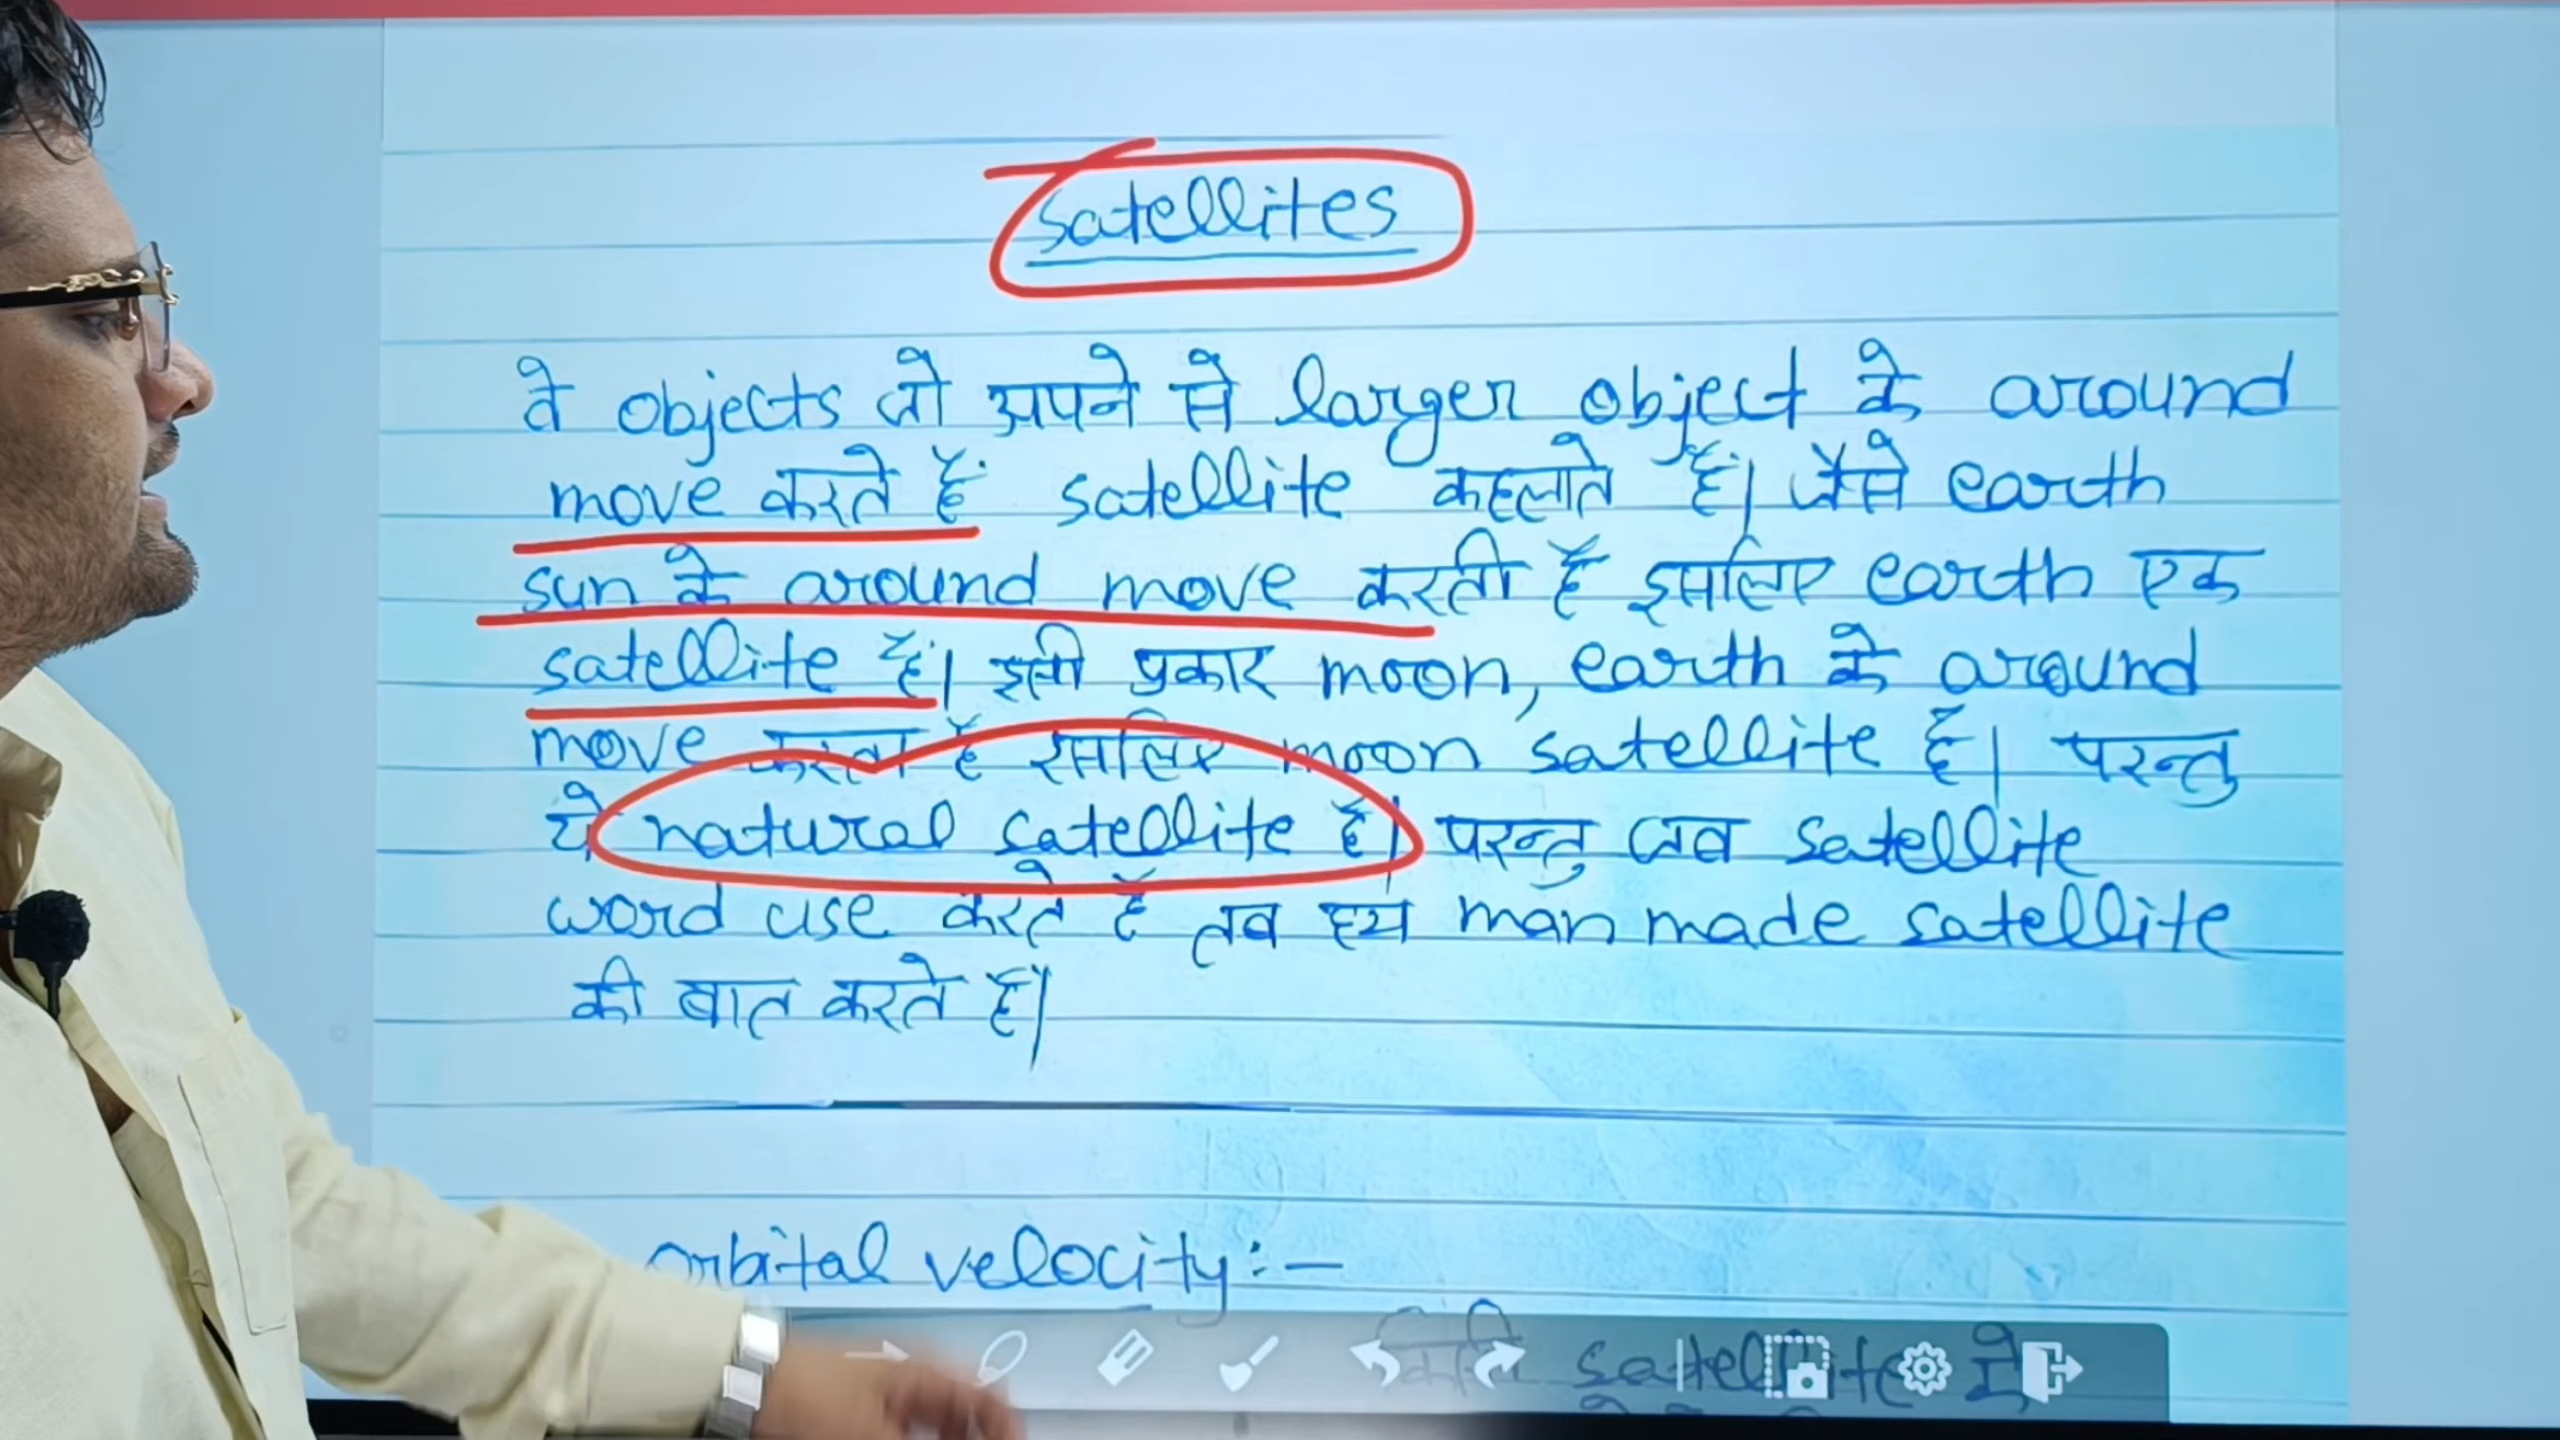 Satellites
वे objects जो अपने से larger object के around
move करते हैं satellite कहलाते हैं। जैसे earth
sun के around move करती है इसलिए earth एक
satellite है। इसी प्रकार moon, earth के around
move करता है इसलिए moon satellite है। परन्तु
ये natural satellite है। परन्तु जब satellite
word use करते हैं तब हम man made satellite
की बात करते हैं।
orbital velocity:-
किसी satellite के